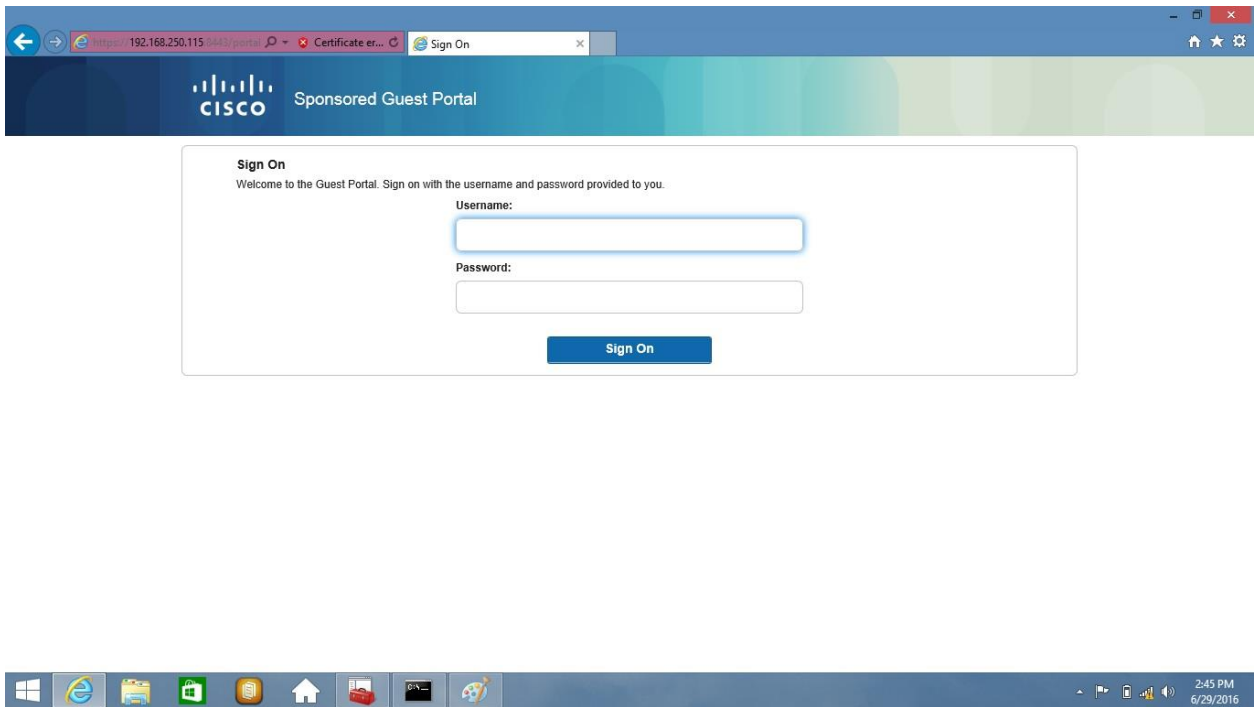 https://192.168.250.115:8443/portal
Certificate er...
Sign On
CISCO
Sponsored Guest Portal
Sign On
Welcome to the Guest Portal. Sign on with the username and password provided to you.
Username:
Password:
Sign On
2:45 PM
6/29/2016